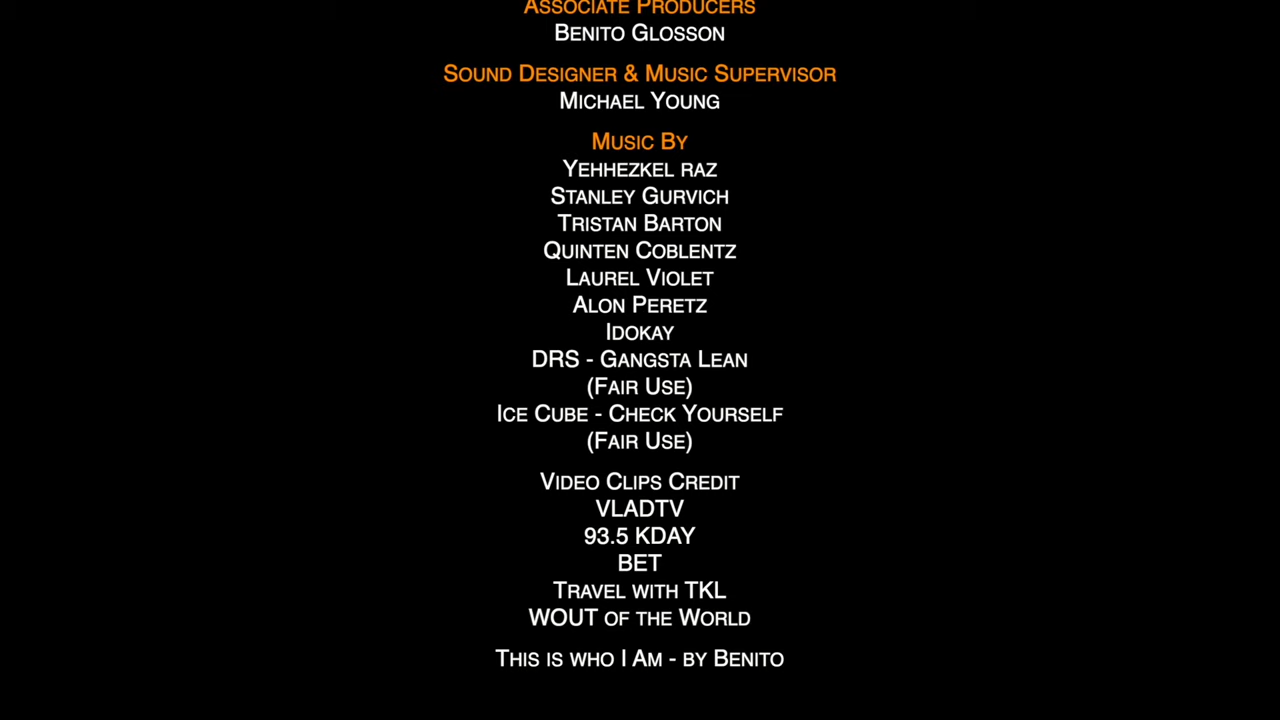 Associate Producers
Benito Glosson
Sound Designer & Music Supervisor
Michael Young
Music By
Yehhezkel raz
Stanley Gurvich
Tristan Barton
Quinten Coblentz
Laurel Violet
Alon Peretz
Idokay
DRS - Gangsta Lean
(Fair Use)
Ice Cube - Check Yourself
(Fair Use)
Video Clips Credit
VLADTV
93.5 KDAY
BET
Travel with TKL
WOUT of the World
This is who I Am - by Benito